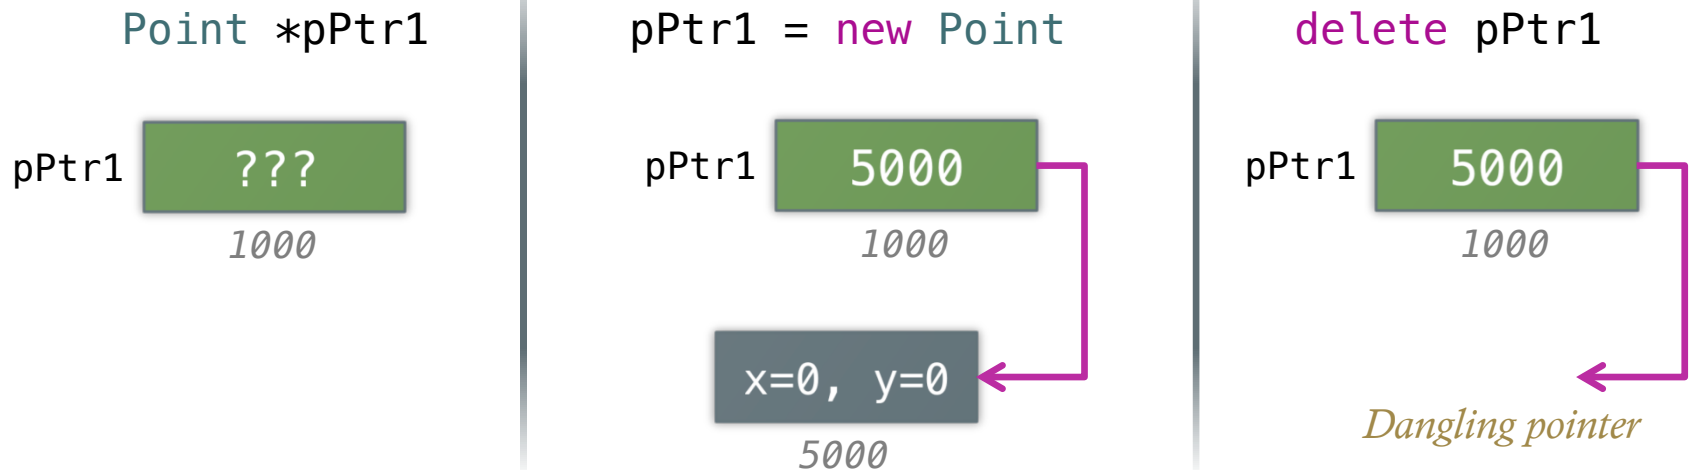 Point *pPtr1
pPtr1 ???
1000
pPtr1 = new Point
pPtr1 5000
1000
x=0, y=0
5000
delete pPtr1
pPtr1 5000
1000
Dangling pointer